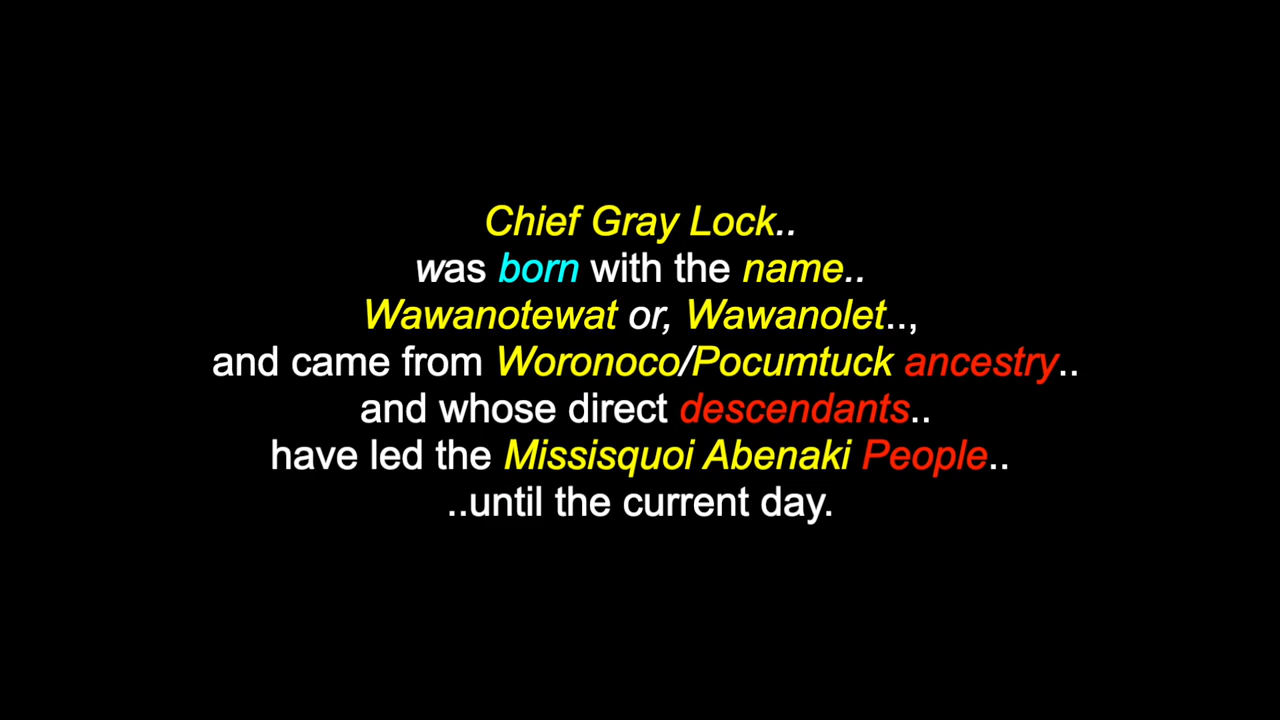 Chief Gray Lock..
was born with the name..
Wawanotewat or, Wawanolet..,
and came from Woronoco/Pocumtuck ancestry..
and whose direct descendants..
have led the Missisquoi Abenaki People..
..until the current day.